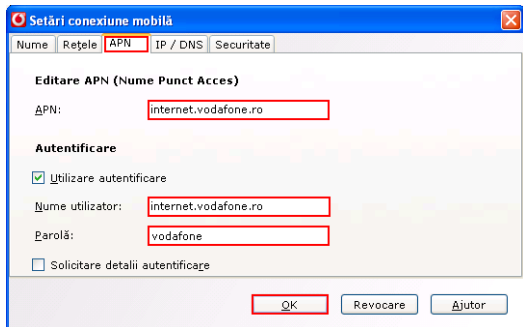 Setări conexiune mobilă
Nume Rețele APN IP / DNS Securitate
Editare APN (Nume Punct Acces)
APN: internet.vodafone.ro
Autentificare
Utilizare autentificare
Nume utilizator: internet.vodafone.ro
Parolă: vodafone
Solicitare detalii autentificare
OK Revocare Ajutor